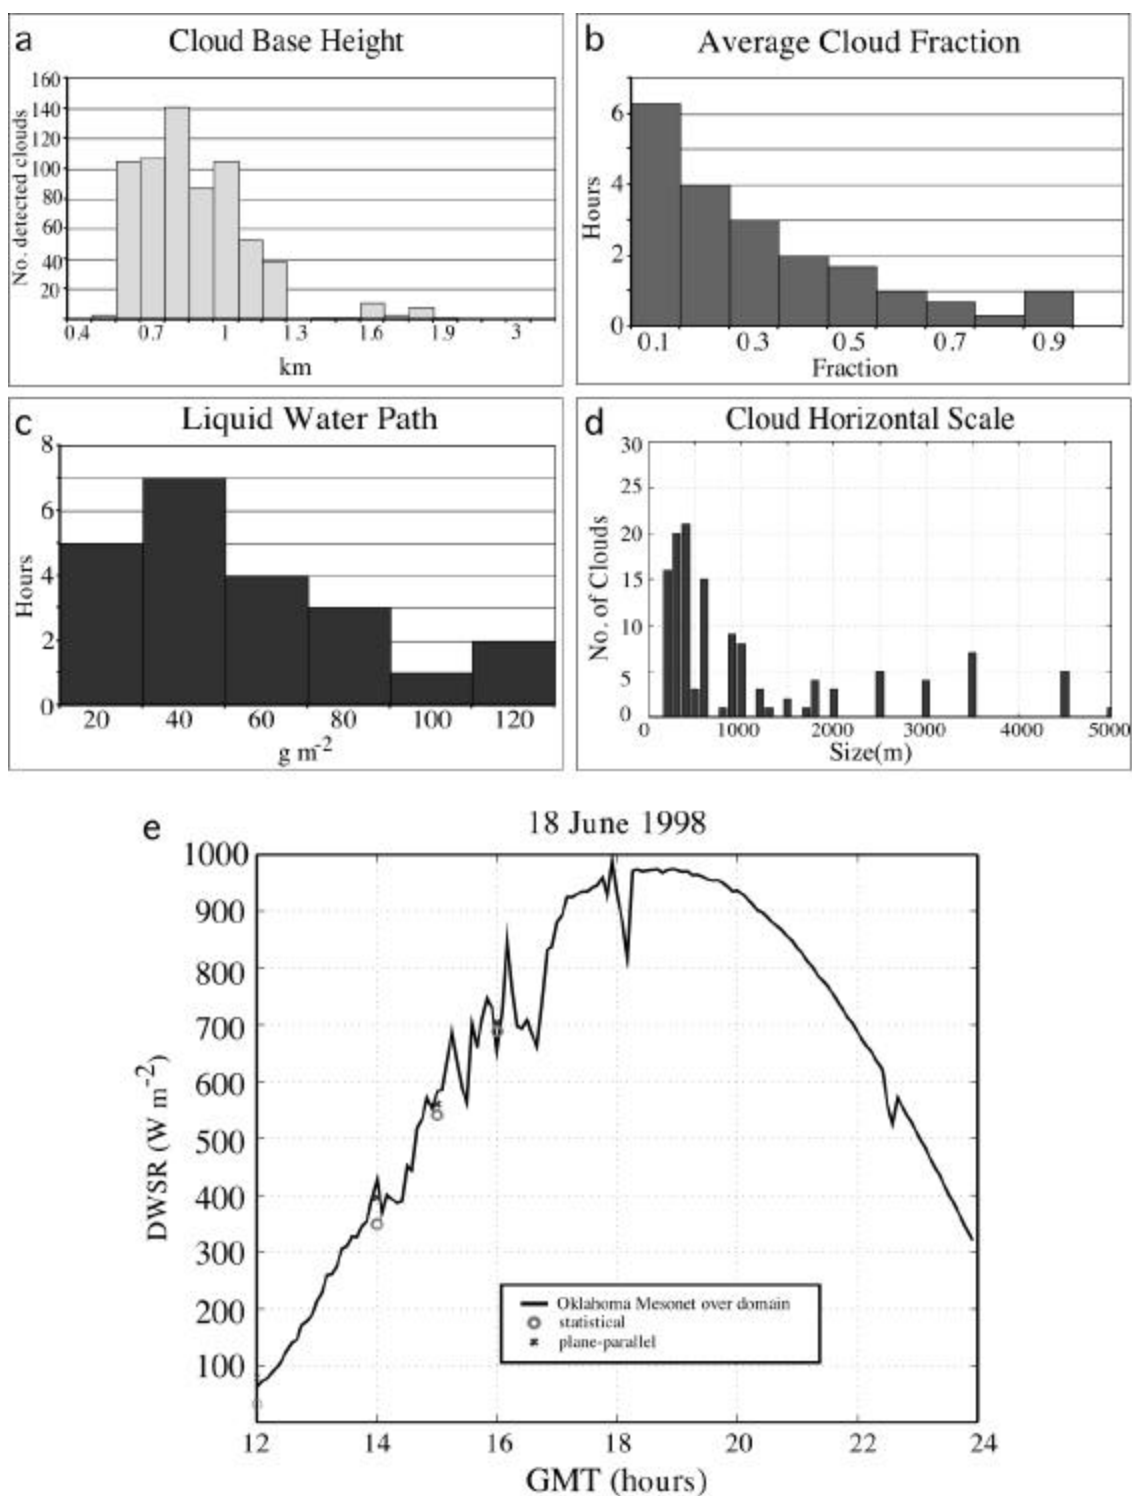 a
Cloud Base Height
160
140
120
100
80
60
40
20
No. detected clouds
0.4 0.7 1 1.3 1.6 1.9 3
km
b
Average Cloud Fraction
6
4
2
0
Hours
0.1 0.3 0.5 0.7 0.9
Fraction
c
Liquid Water Path
8
6
4
2
0
Hours
20 40 60 80 100 120
g m-2
d
Cloud Horizontal Scale
30
25
20
15
10
5
0
No. of Clouds
0 1000 2000 3000 4000 5000
Size(m)
e
18 June 1998
1000
900
800
700
600
500
400
300
200
100
DWSR (W m-2)
Oklahoma Mesonet over domain
statistical
plane-parallel
12 14 16 18 20 22 24
GMT (hours)